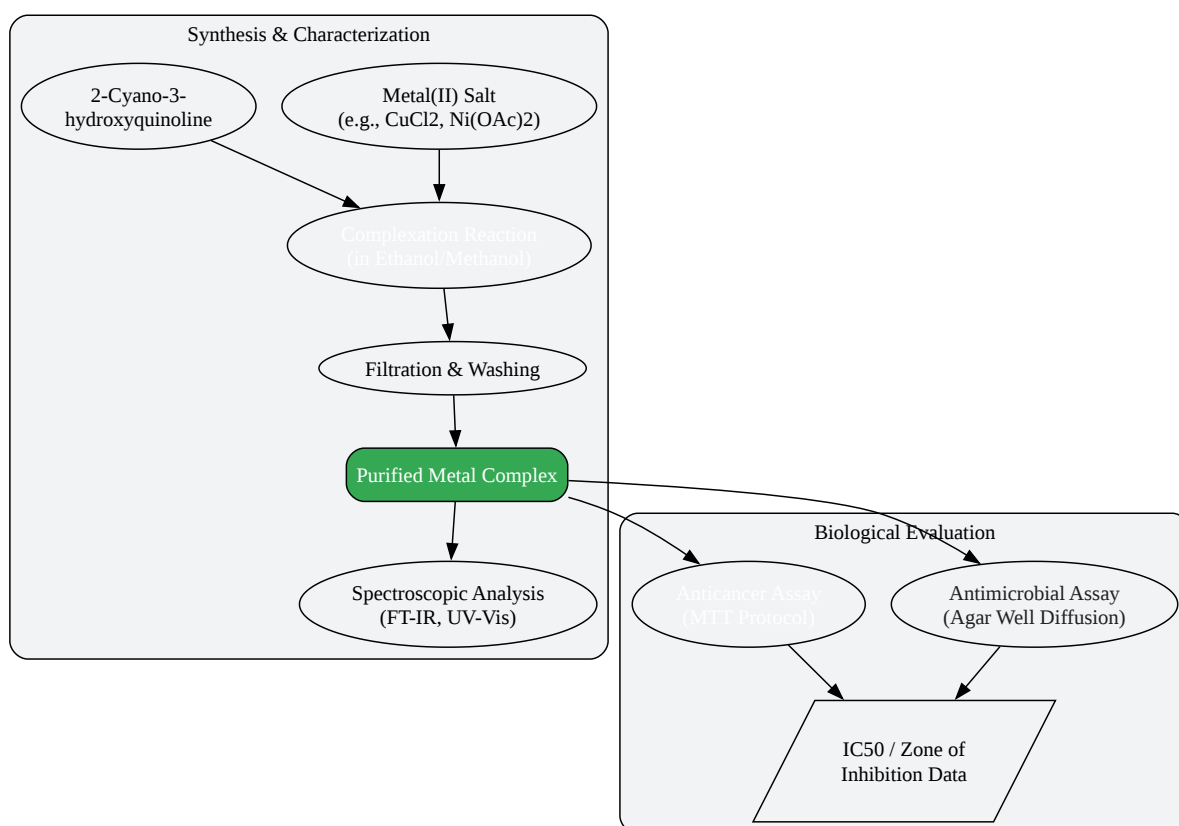 Synthesis & Characterization
2-Cyano-3-
hydroxyquinoline
Metal(II) Salt
(e.g., CuCl2, Ni(OAc)2)
Complexation Reaction
(in Ethanol/Methanol)
Filtration & Washing
Purified Metal Complex
Spectroscopic Analysis
(FT-IR, UV-Vis)
Biological Evaluation
Anticancer Assay
(MTT Protocol)
Antimicrobial Assay
(Agar Well Diffusion)
IC50 / Zone of
Inhibition Data